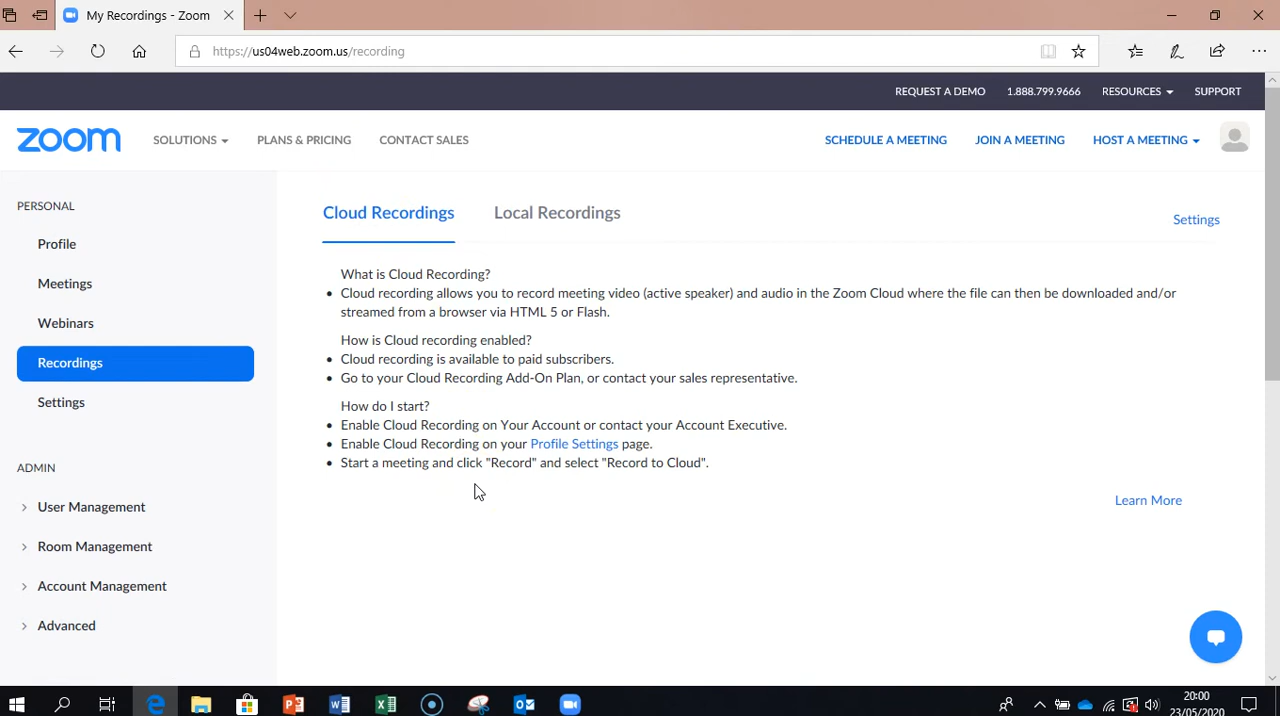 My Recordings - Zoom
https://us04web.zoom.us/recording
REQUEST A DEMO 1.888.799.9666 RESOURCES SUPPORT
zoom SOLUTIONS PLANS & PRICING CONTACT SALES SCHEDULE A MEETING JOIN A MEETING HOST A MEETING
PERSONAL
Profile
Meetings
Webinars
Recordings
Settings
ADMIN
User Management
Room Management
Account Management
Advanced
Cloud Recordings Local Recordings
Settings
What is Cloud Recording?
• Cloud recording allows you to record meeting video (active speaker) and audio in the Zoom Cloud where the file can then be downloaded and/or
streamed from a browser via HTML 5 or Flash.
How is Cloud recording enabled?
• Cloud recording is available to paid subscribers.
• Go to your Cloud Recording Add-On Plan, or contact your sales representative.
How do I start?
• Enable Cloud Recording on Your Account or contact your Account Executive.
• Enable Cloud Recording on your Profile Settings page.
• Start a meeting and click "Record" and select "Record to Cloud".
Learn More
20:00
23/05/2020